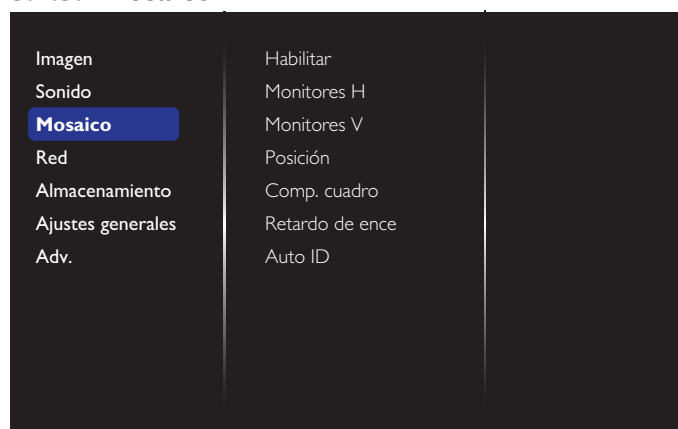 Imagen
Sonido
Mosaico
Red
Almacenamiento
Ajustes generales
Adv.
Habilitar
Monitores H
Monitores V
Posición
Comp. cuadro
Retardo de ence
Auto ID